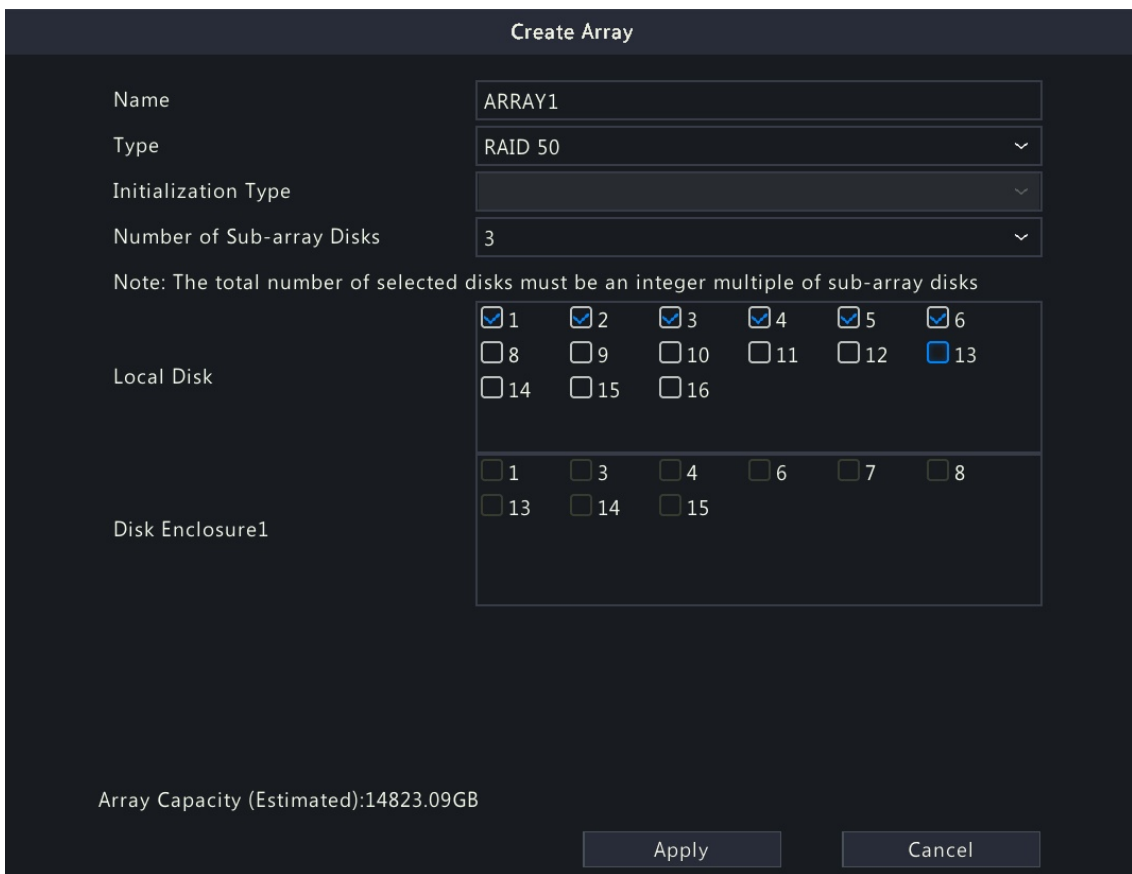 Create Array
Name ARRAY1
Type RAID 50
Initialization Type
Number of Sub-array Disks 3
Note: The total number of selected disks must be an integer multiple of sub-array disks
Local Disk
1 2 3 4 5 6
8 9 10 11 12 13
14 15 16
Disk Enclosure1
1 3 4 6 7 8
13 14 15
Array Capacity (Estimated):14823.09GB
Apply Cancel